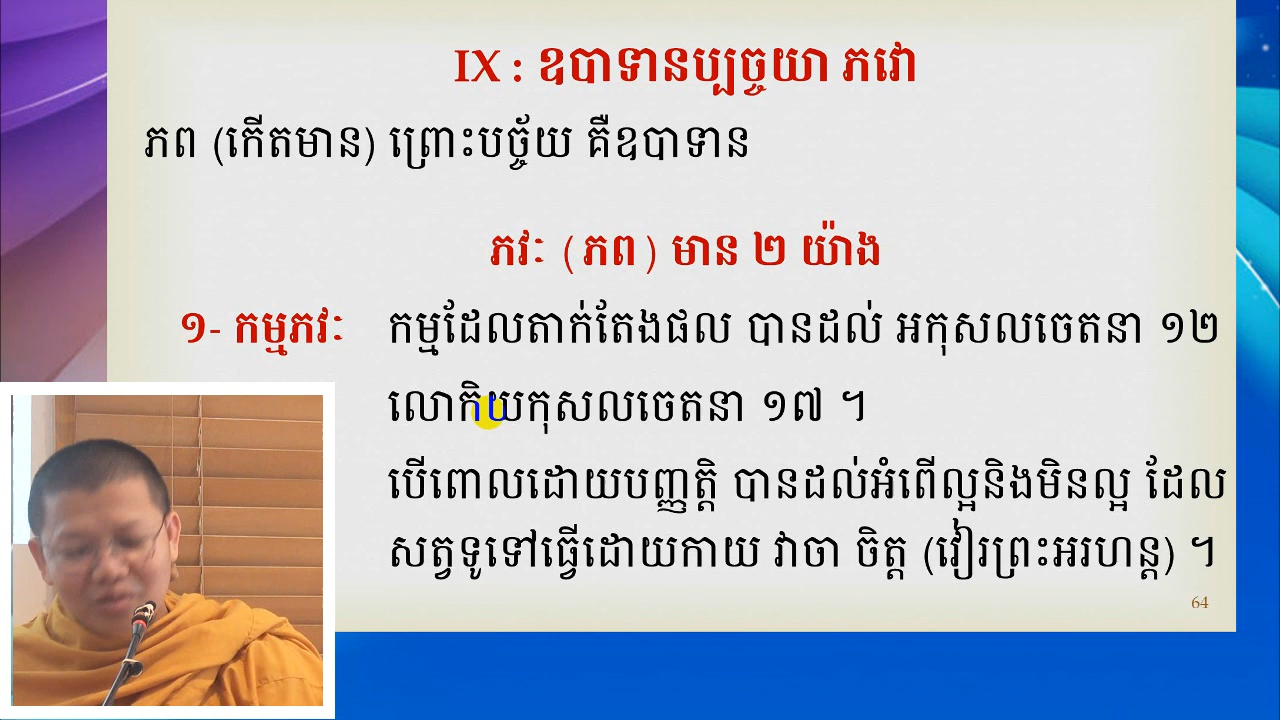 IX : ឧបាទានប្បច្ចយា ភវោ
ភព (កើតមាន) ព្រោះបច្ច័យ គឺឧបាទាន
ភវៈ (ភព) មាន ២ យ៉ាង
១- កម្មភវៈ កម្មដែលតាក់តែងផល បានដល់ អកុសលចេតនា ១២
លោកិយកុសលចេតនា ១៧ ។
បើពោលដោយបញ្ញត្តិ បានដល់អំពើល្អនិងមិនល្អ ដែល
សត្វទូទៅធ្វើដោយកាយ វាចា ចិត្ត (វៀរព្រះអរហន្ត) ។
64